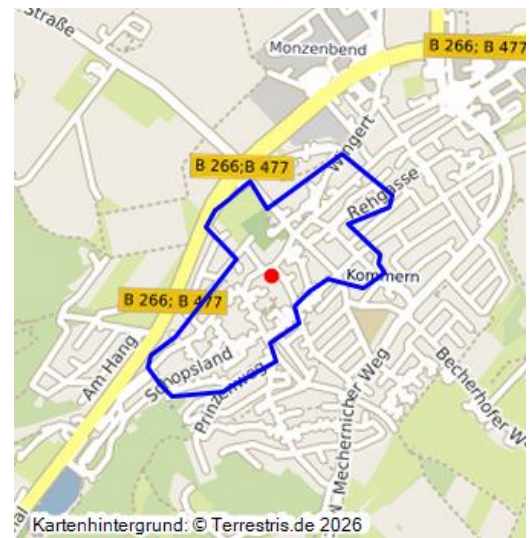 Straße
Monzenbend
B 266; B 477
Wingert
B 266;B 477
Rehgasse
Kommern
B 266; B 477
Am Hang
Schopsland
Prinzenweg
Mechernicher Weg
Becherhofer
Kartenhintergrund: © Terrestris.de 2026